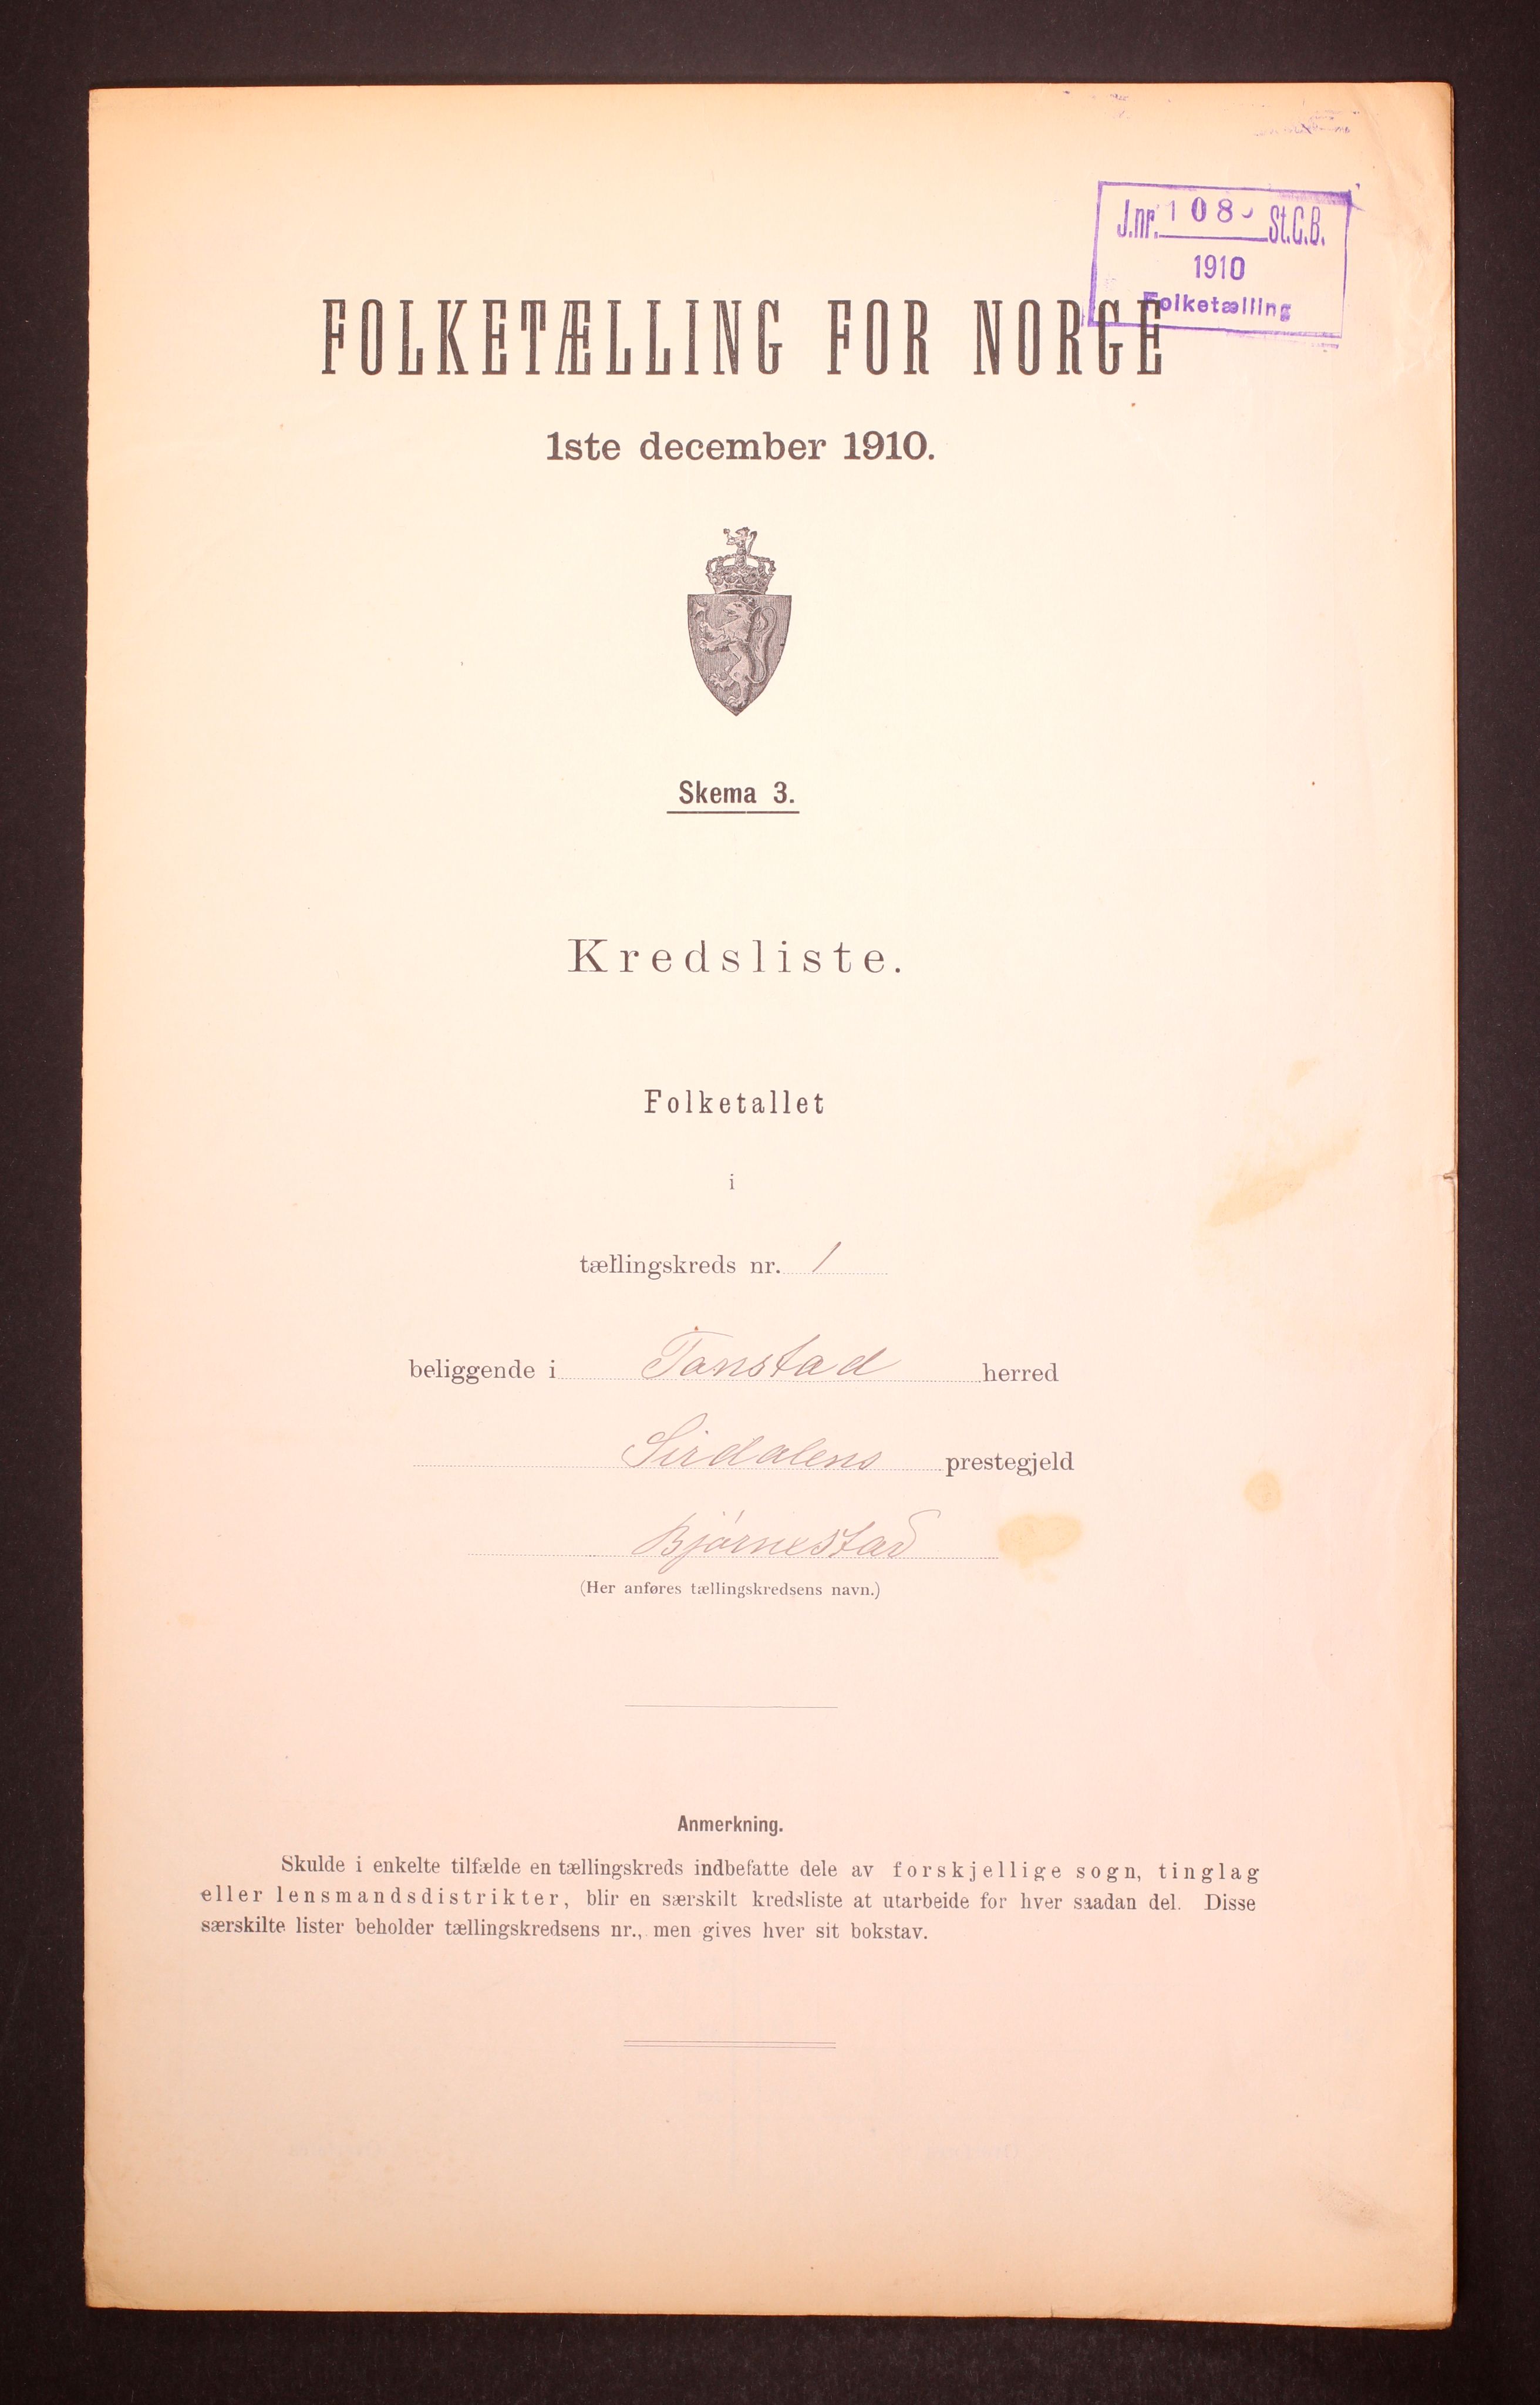 J.nr. 108 St.C.B.
1910
Folketælling
FOLKETÆLLING FOR NORGE
1ste december 1910.
Skema 3.
Kredsliste.
Folketallet
i
tællingskreds nr. 1
beliggende i Tonstad herred
Sirdalens prestegjeld
Bjørnestad
(Her anføres tællingskredsens navn.)
Anmerkning.
Skulde i enkelte tilfælde en tællingskreds indbefatte dele av forskjellige sogn, tinglag
eller lensmandsdistrikter, blir en særskilt kredsliste at utarbeide for hver saadan del. Disse
særskilte lister beholder tællingskredsens nr., men gives hver sit bokstav.